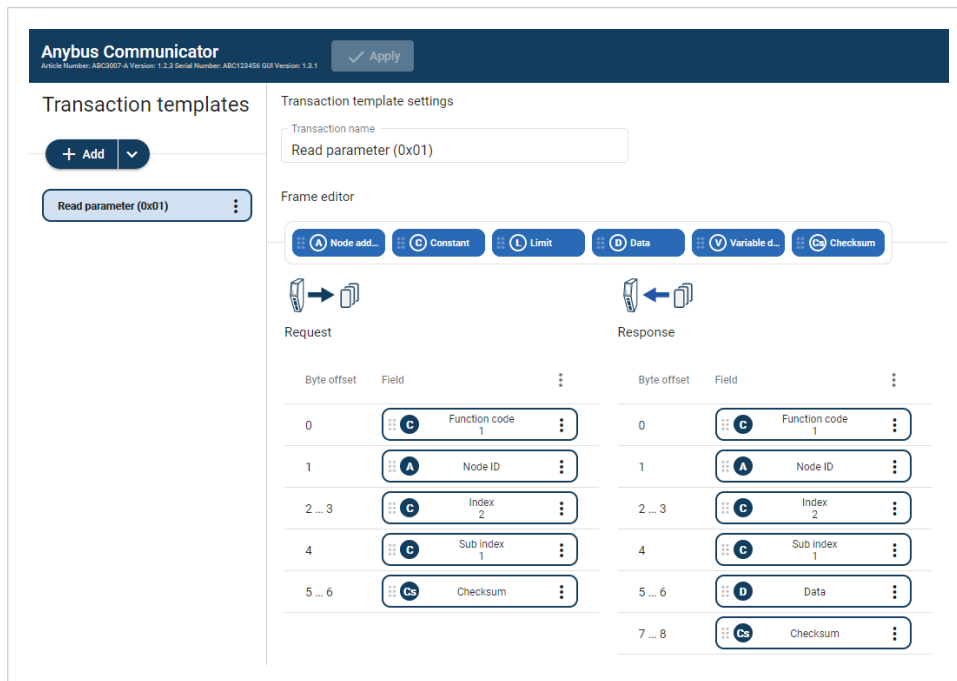 Anybus Communicator
Article Number: ABC3007-A Version: 1.2.3 Serial Number: ABC123456 GUI Version: 1.3.1
Apply
Transaction templates
Add
Read parameter (0x01)
Transaction template settings
Transaction name
Read parameter (0x01)
Frame editor
A Node add... C Constant L Limit D Data V Variable d... Cs Checksum
Request
Byte offset Field
0 C Function code
1
1 A Node ID
2 ... 3 C Index
2
4 C Sub index
1
5 ... 6 Cs Checksum
Response
Byte offset Field
0 C Function code
1
1 A Node ID
2 ... 3 C Index
2
4 C Sub index
1
5 ... 6 D Data
7 ... 8 Cs Checksum